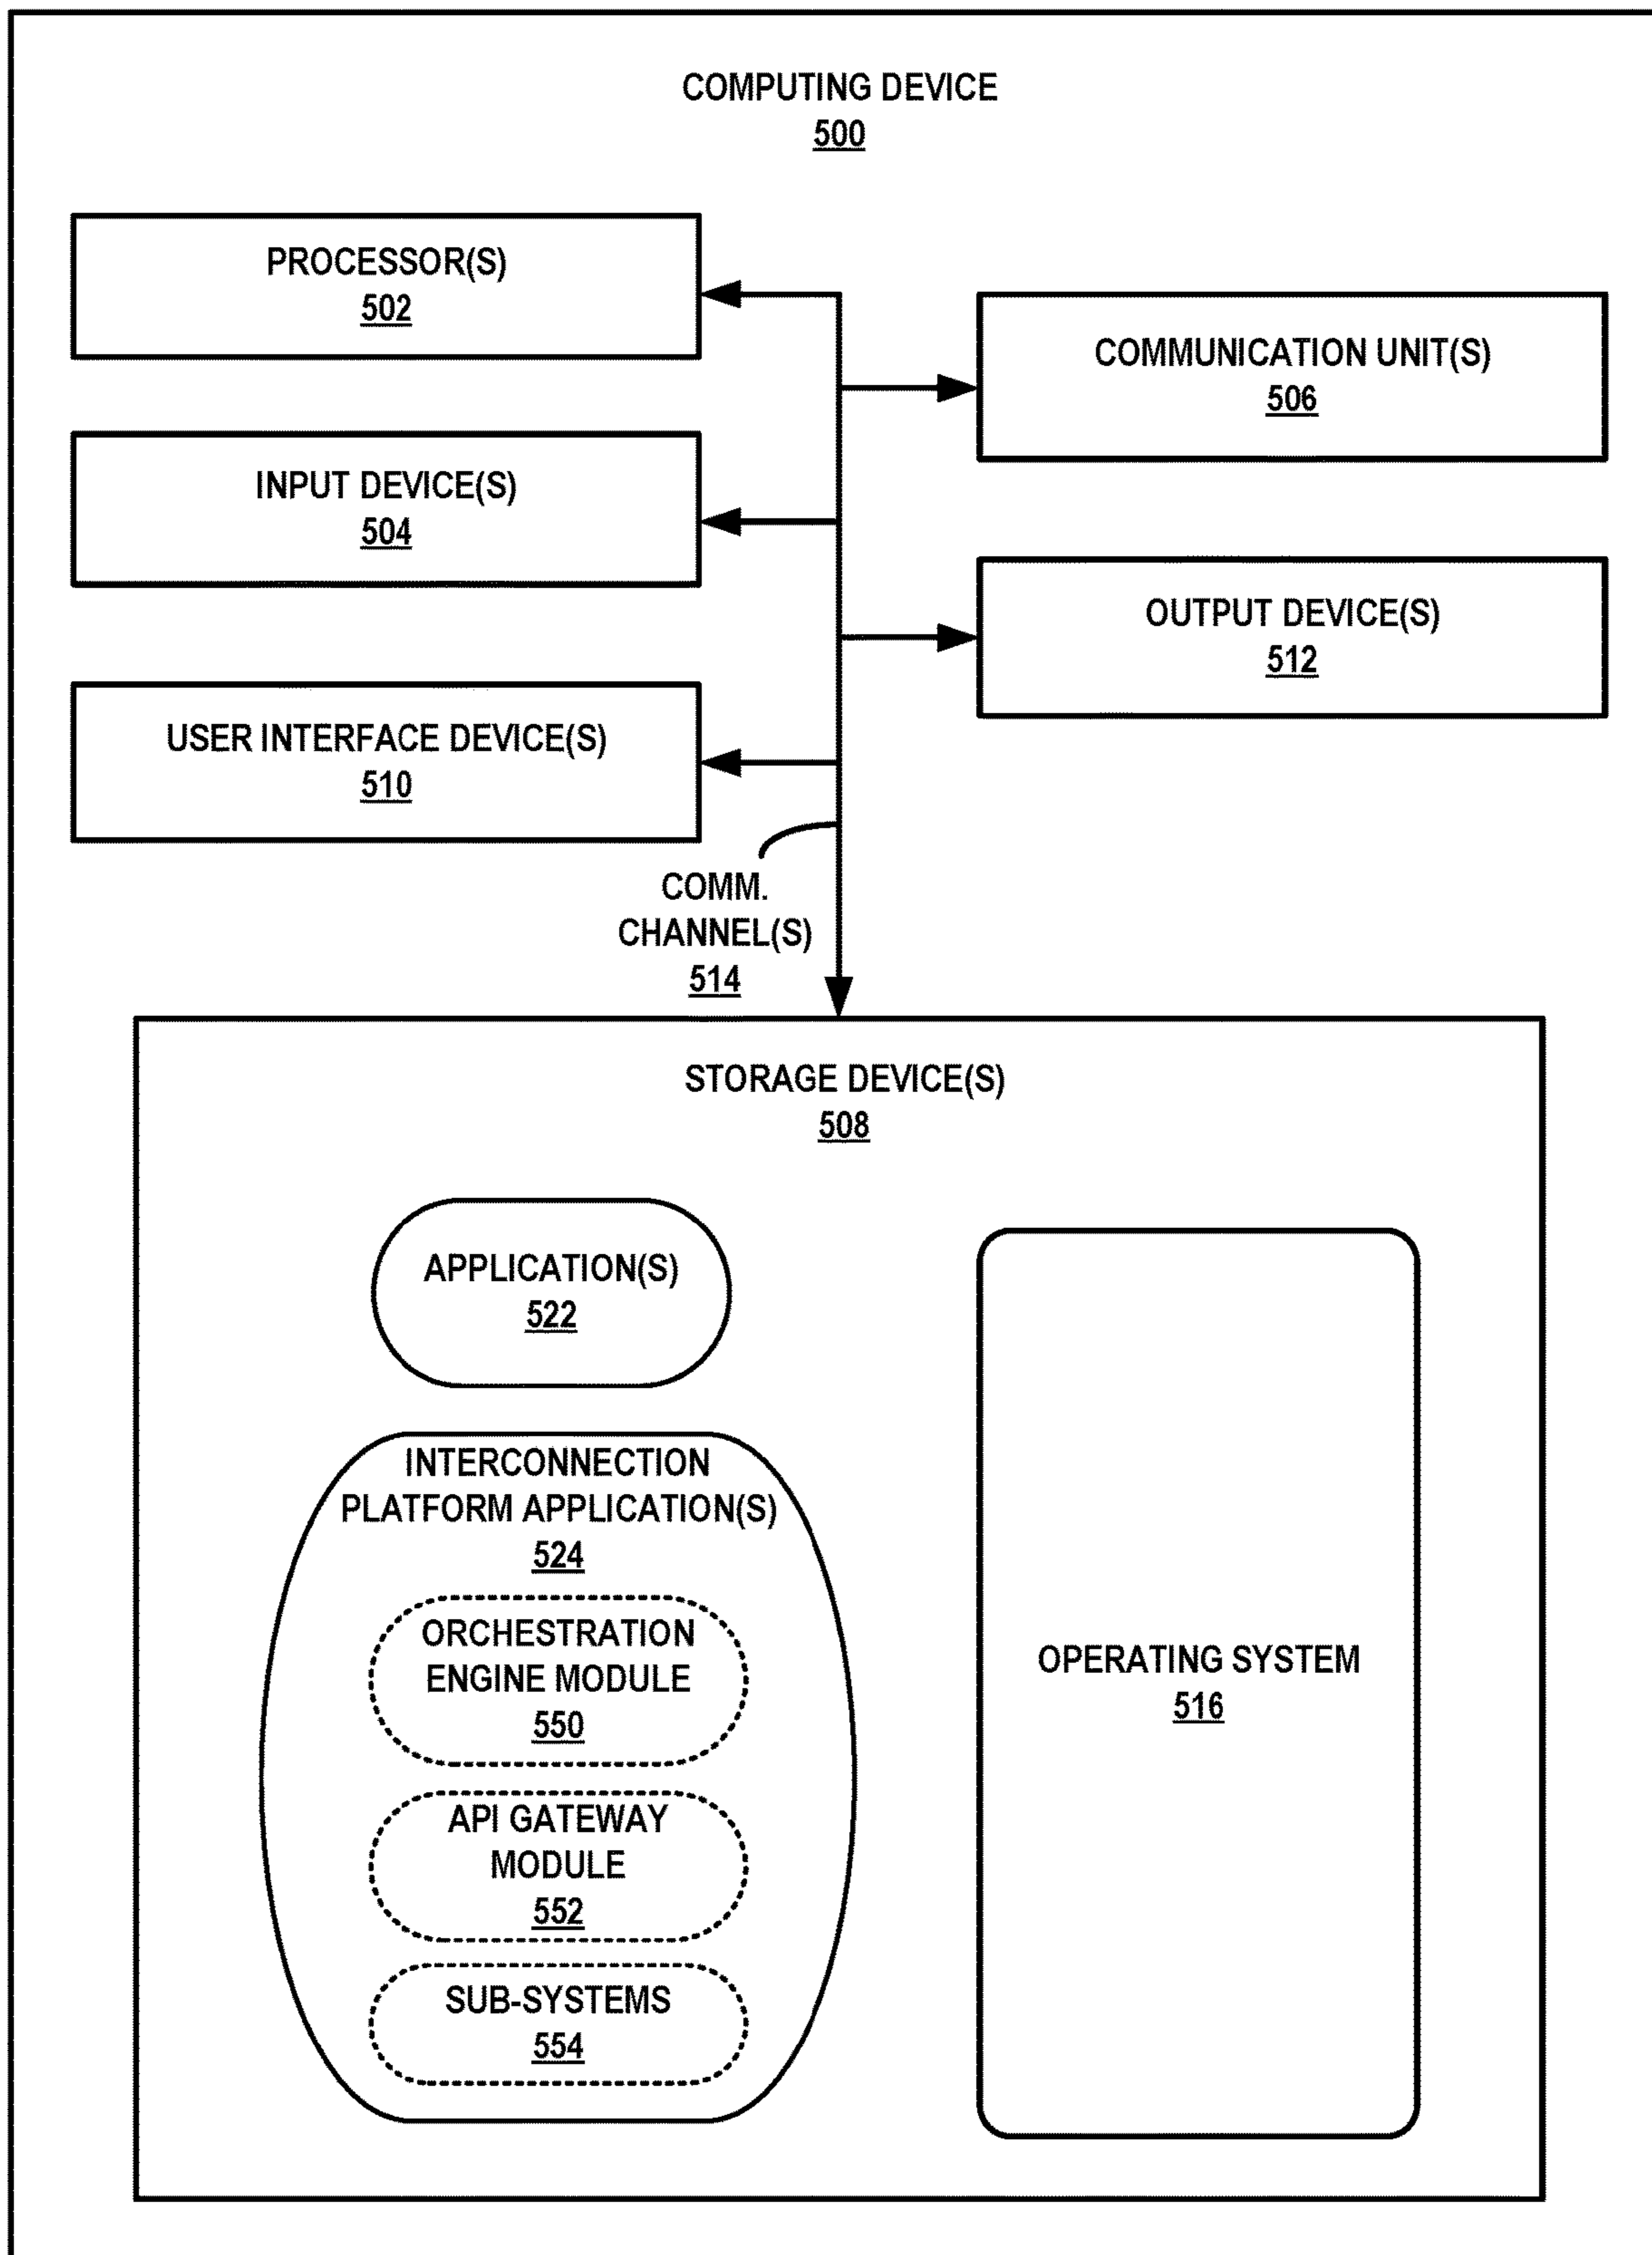 COMPUTING DEVICE
500
PROCESSOR(S)
502
COMMUNICATION UNIT(S)
506
INPUT DEVICE(S)
504
OUTPUT DEVICE(S)
512
USER INTERFACE DEVICE(S)
510
COMM.
CHANNEL(S)
514
STORAGE DEVICE(S)
508
APPLICATION(S)
522
INTERCONNECTION
PLATFORM APPLICATION(S)
524
ORCHESTRATION
ENGINE MODULE
550
API GATEWAY
MODULE
552
SUB-SYSTEMS
554
OPERATING SYSTEM
516